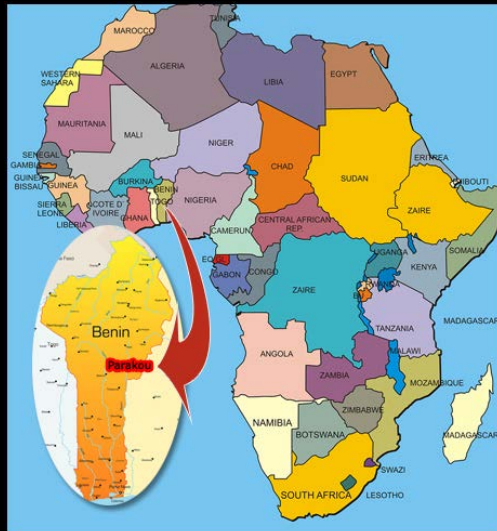 TUNISIA
MOROCCO
ALGERIA
LIBIA
EGYPT
WESTERN
SAHARA
MAURITANIA
MALI
NIGER
CHAD
SUDAN
ERITREA
DJIBOUTI
SENEGAL
GAMBIA
GUINEA
BISSAU
GUINEA
SIERRA
LEONE
LIBERIA
COTE D'
IVOIRE
BURKINA
GHANA
TOGO
BENIN
NIGERIA
CAMERUN
CENTRAL AFRICAN
REP.
ZAIRE
SOMALIA
UGANDA
KENYA
RWANCA
GABON
CONGO
ZAIRE
TANZANIA
MADAGASCAR
ANGOLA
ZAMBIA
MALAWI
MOZAMBIQUE
ZIMBABWE
NAMIBIA
BOTSWANA
MADAGASCAR
SWAZI
LESOTHO
SOUTH AFRICA
Benin
Parakou